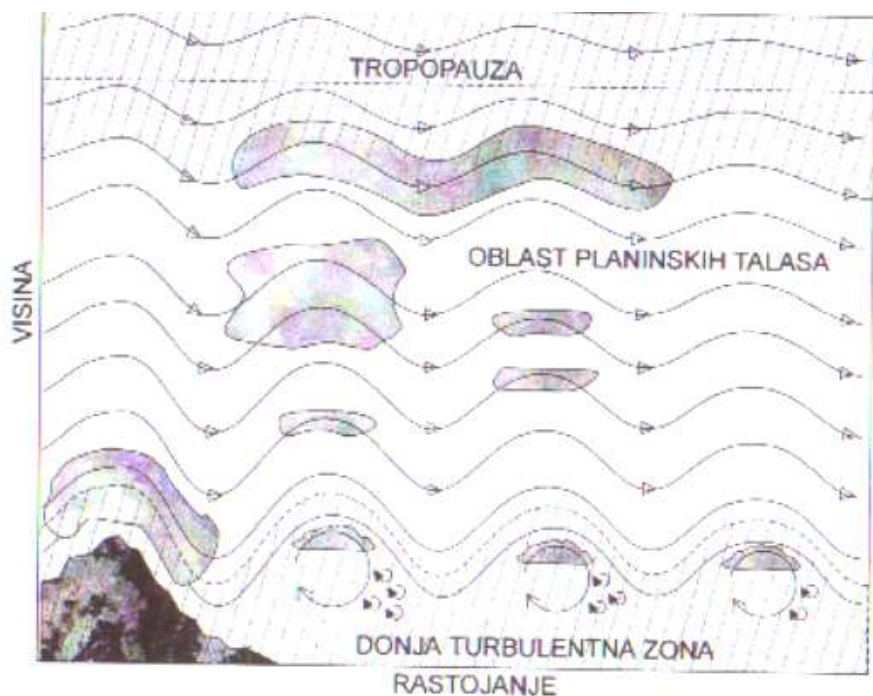 TROPOPAUZA
OBLAST PLANINSKIH TALASA
VISINA
DONJA TURBULENTNA ZONA
RASTOJANJE